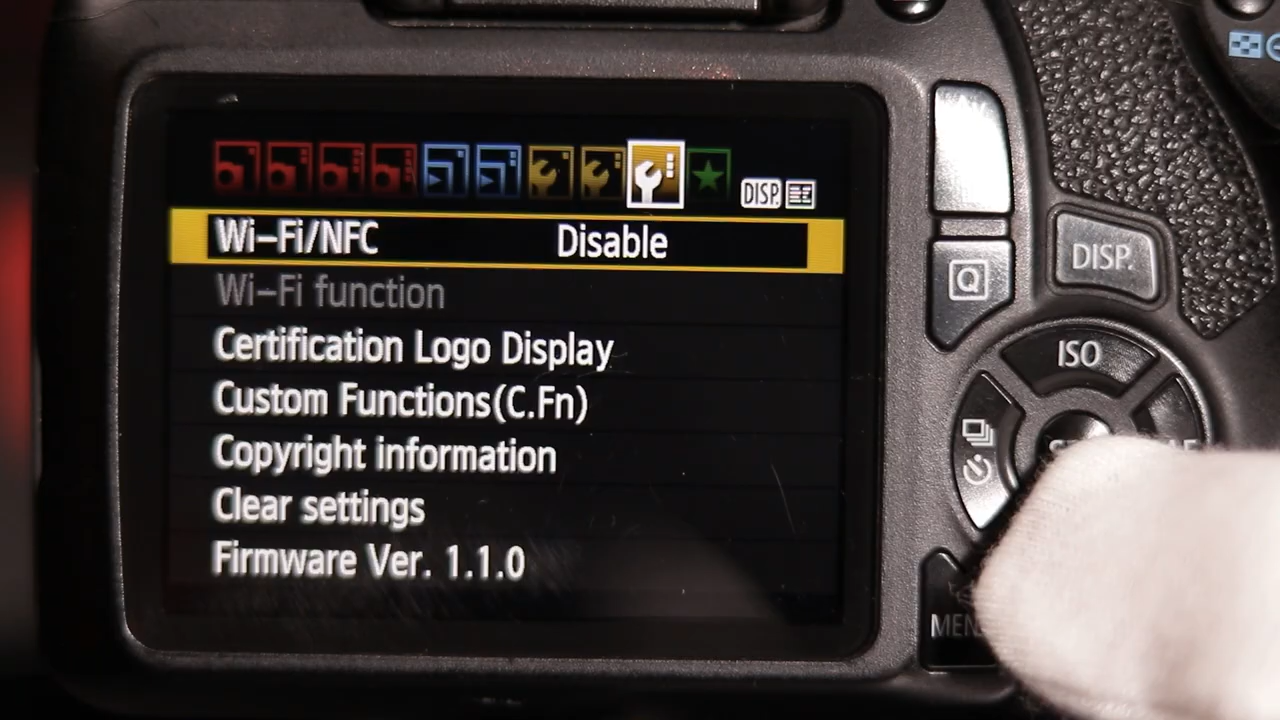 DISP.
Wi-Fi/NFC Disable
Wi-Fi function
Certification Logo Display
Custom Functions(C.Fn)
Copyright information
Clear settings
Firmware Ver. 1.1.0
Q
DISP.
ISO